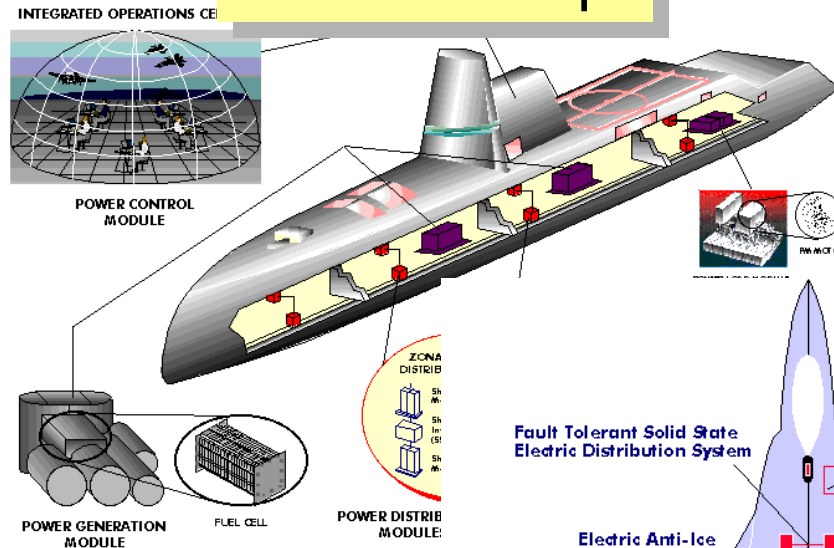 INTEGRATED OPERATIONS
POWER CONTROL
MODULE
ZONA
DISTRIB
Fault Tolerant Solid State
Electric Distribution System
Electric Anti-Ice
POWER GENERATION
MODULE
FUEL CELL
POWER DISTRIB
MODULES